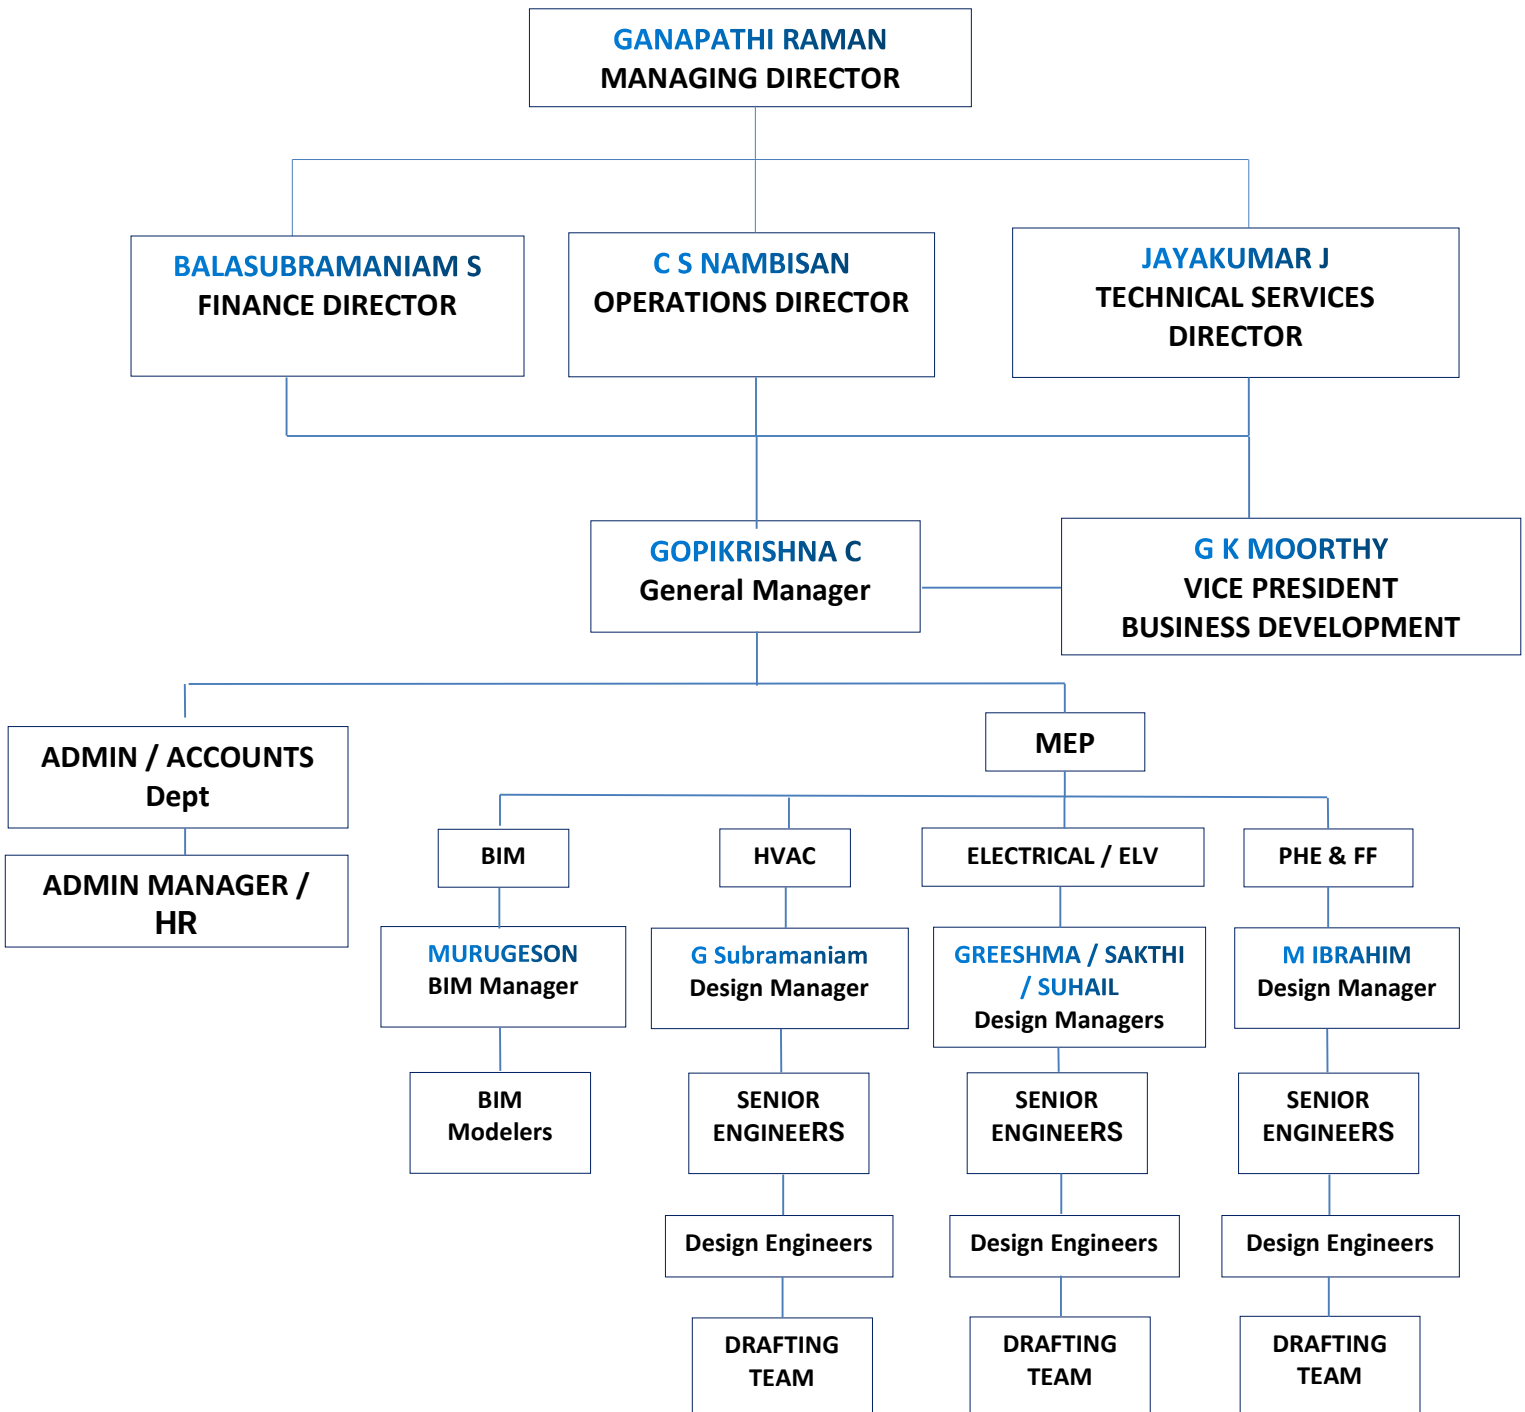 GANAPATHI RAMAN
MANAGING DIRECTOR
BALASUBRAMANIAM S
FINANCE DIRECTOR
C S NAMBISAN
OPERATIONS DIRECTOR
JAYAKUMAR J
TECHNICAL SERVICES
DIRECTOR
GOPIKRISHNA C
General Manager
G K MOORTHY
VICE PRESIDENT
BUSINESS DEVELOPMENT
ADMIN / ACCOUNTS
Dept
ADMIN MANAGER /
HR
MEP
BIM
HVAC
ELECTRICAL / ELV
PHE & FF
MURUGESON
BIM Manager
G Subramaniam
Design Manager
GREESHMA / SAKTHI
/ SUHAIL
Design Managers
M IBRAHIM
Design Manager
BIM
Modelers
SENIOR
ENGINEERS
SENIOR
ENGINEERS
SENIOR
ENGINEERS
Design Engineers
Design Engineers
Design Engineers
DRAFTING
TEAM
DRAFTING
TEAM
DRAFTING
TEAM